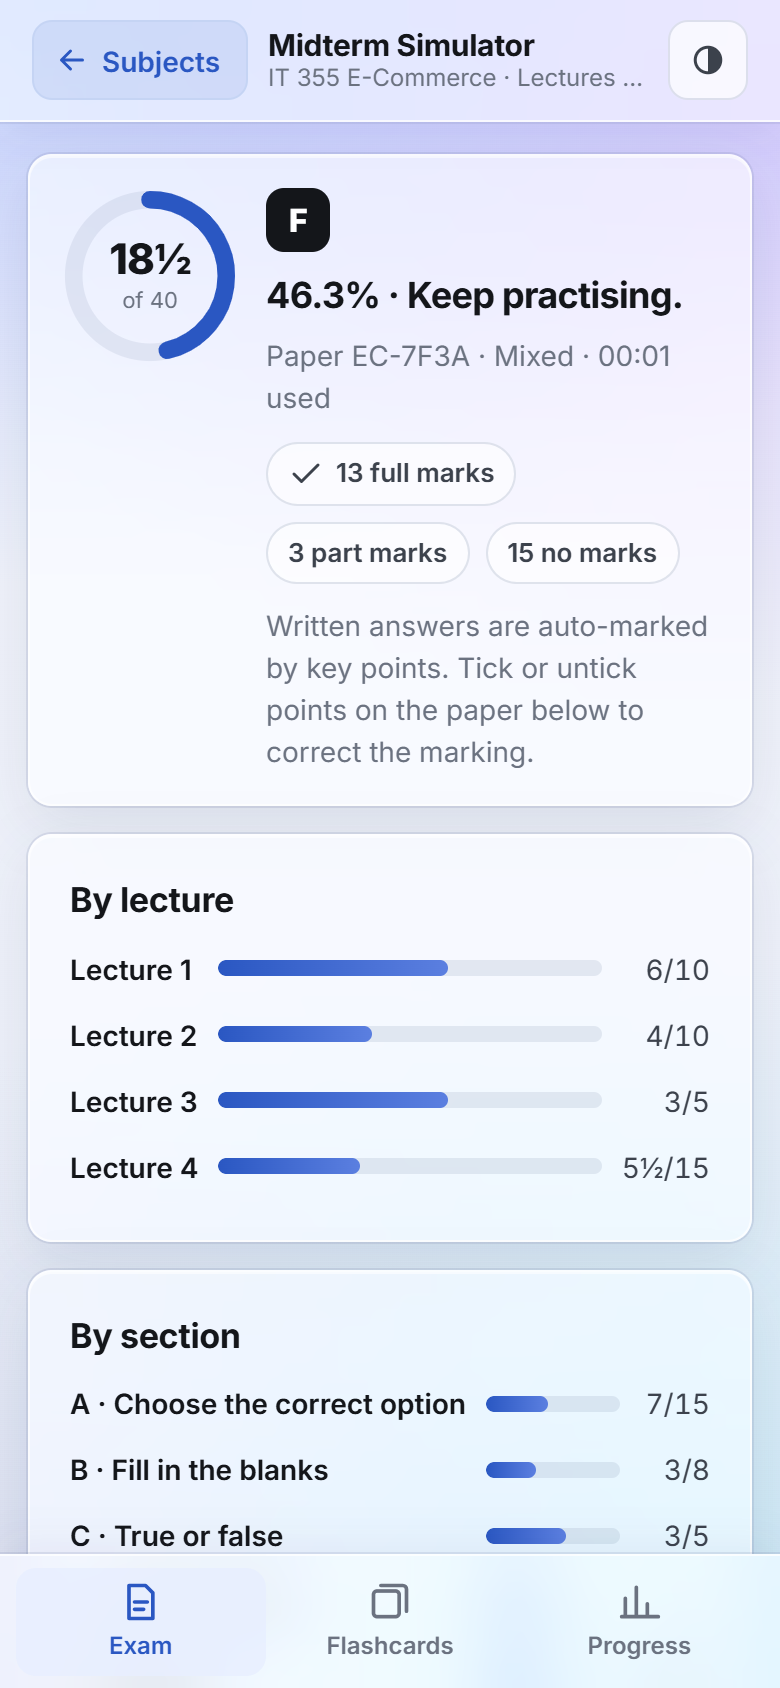 Subjects
Midterm Simulator
IT 355 E-Commerce · Lectures ...
18½
of 40
F
46.3% · Keep practising.
Paper EC-7F3A · Mixed · 00:01
used
13 full marks
3 part marks
15 no marks
Written answers are auto-marked
by key points. Tick or untick
points on the paper below to
correct the marking.
By lecture
Lecture 1 6/10
Lecture 2 4/10
Lecture 3 3/5
Lecture 4 5½/15
By section
A · Choose the correct option 7/15
B · Fill in the blanks 3/8
C · True or false 3/5
Exam
Flashcards
Progress